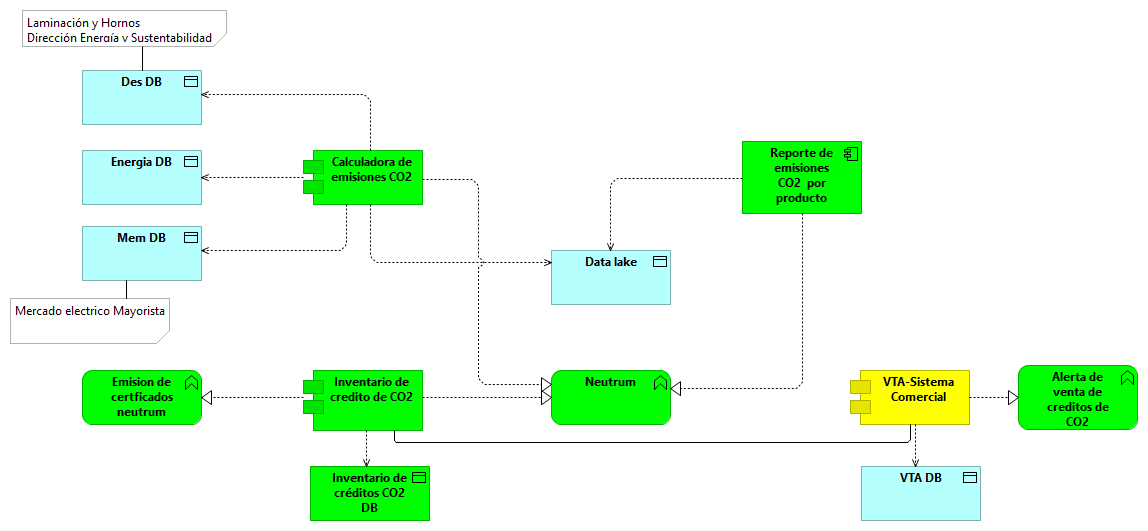 Laminación y Hornos
Dirección Energía y Sustentabilidad
Des DB
Energia DB
Calculadora de
emisiones CO2
Reporte de
emisiones
CO2 por
producto
Mem DB
Data lake
Mercado electrico Mayorista
Emision de
certficados
neutrum
Inventario de
credito de CO2
Neutrum
VTA-Sistema
Comercial
Alerta de
venta de
creditos de
CO2
Inventario de
créditos CO2
DB
VTA DB